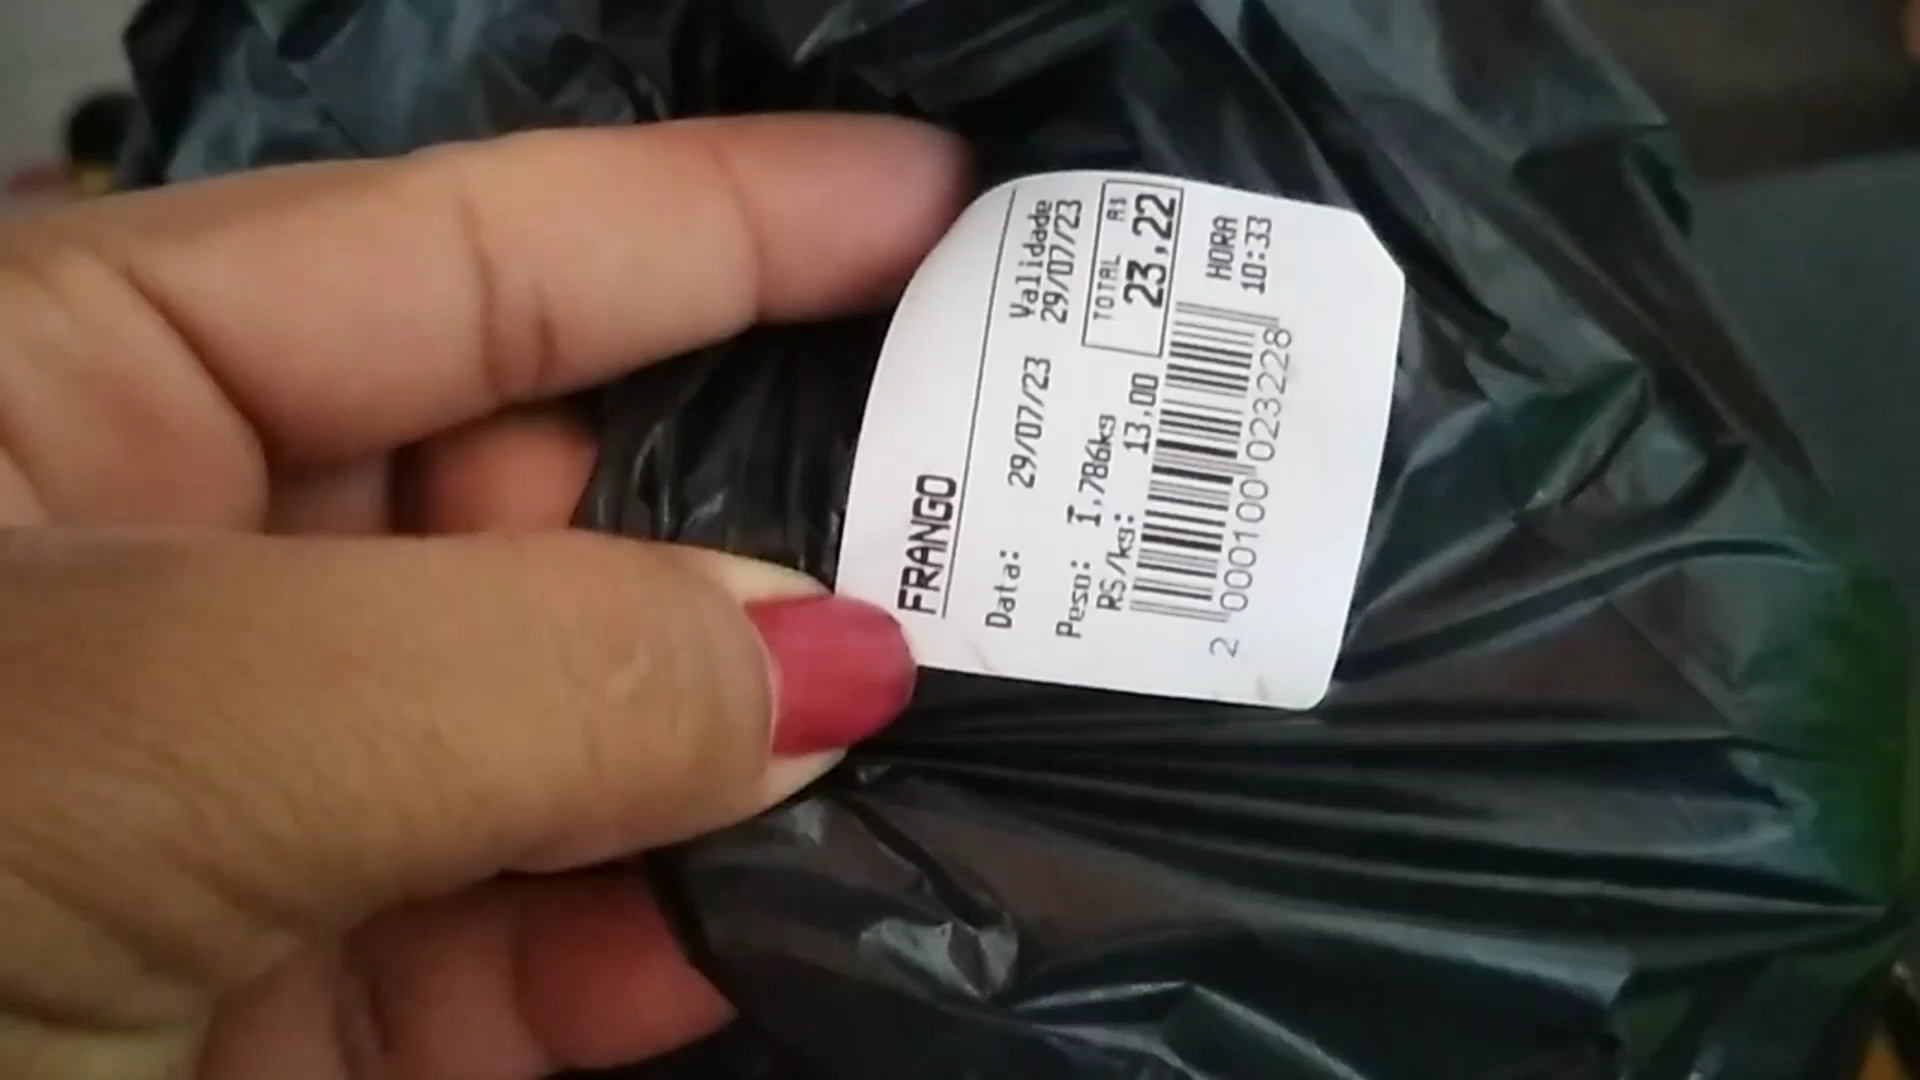 FRANGO
Data: 29/07/23 Validade 29/07/23
Peso: 1,786kg
R$/kg: 13,00
TOTAL R$
23,22
HORA
10:33
2 000100 023228